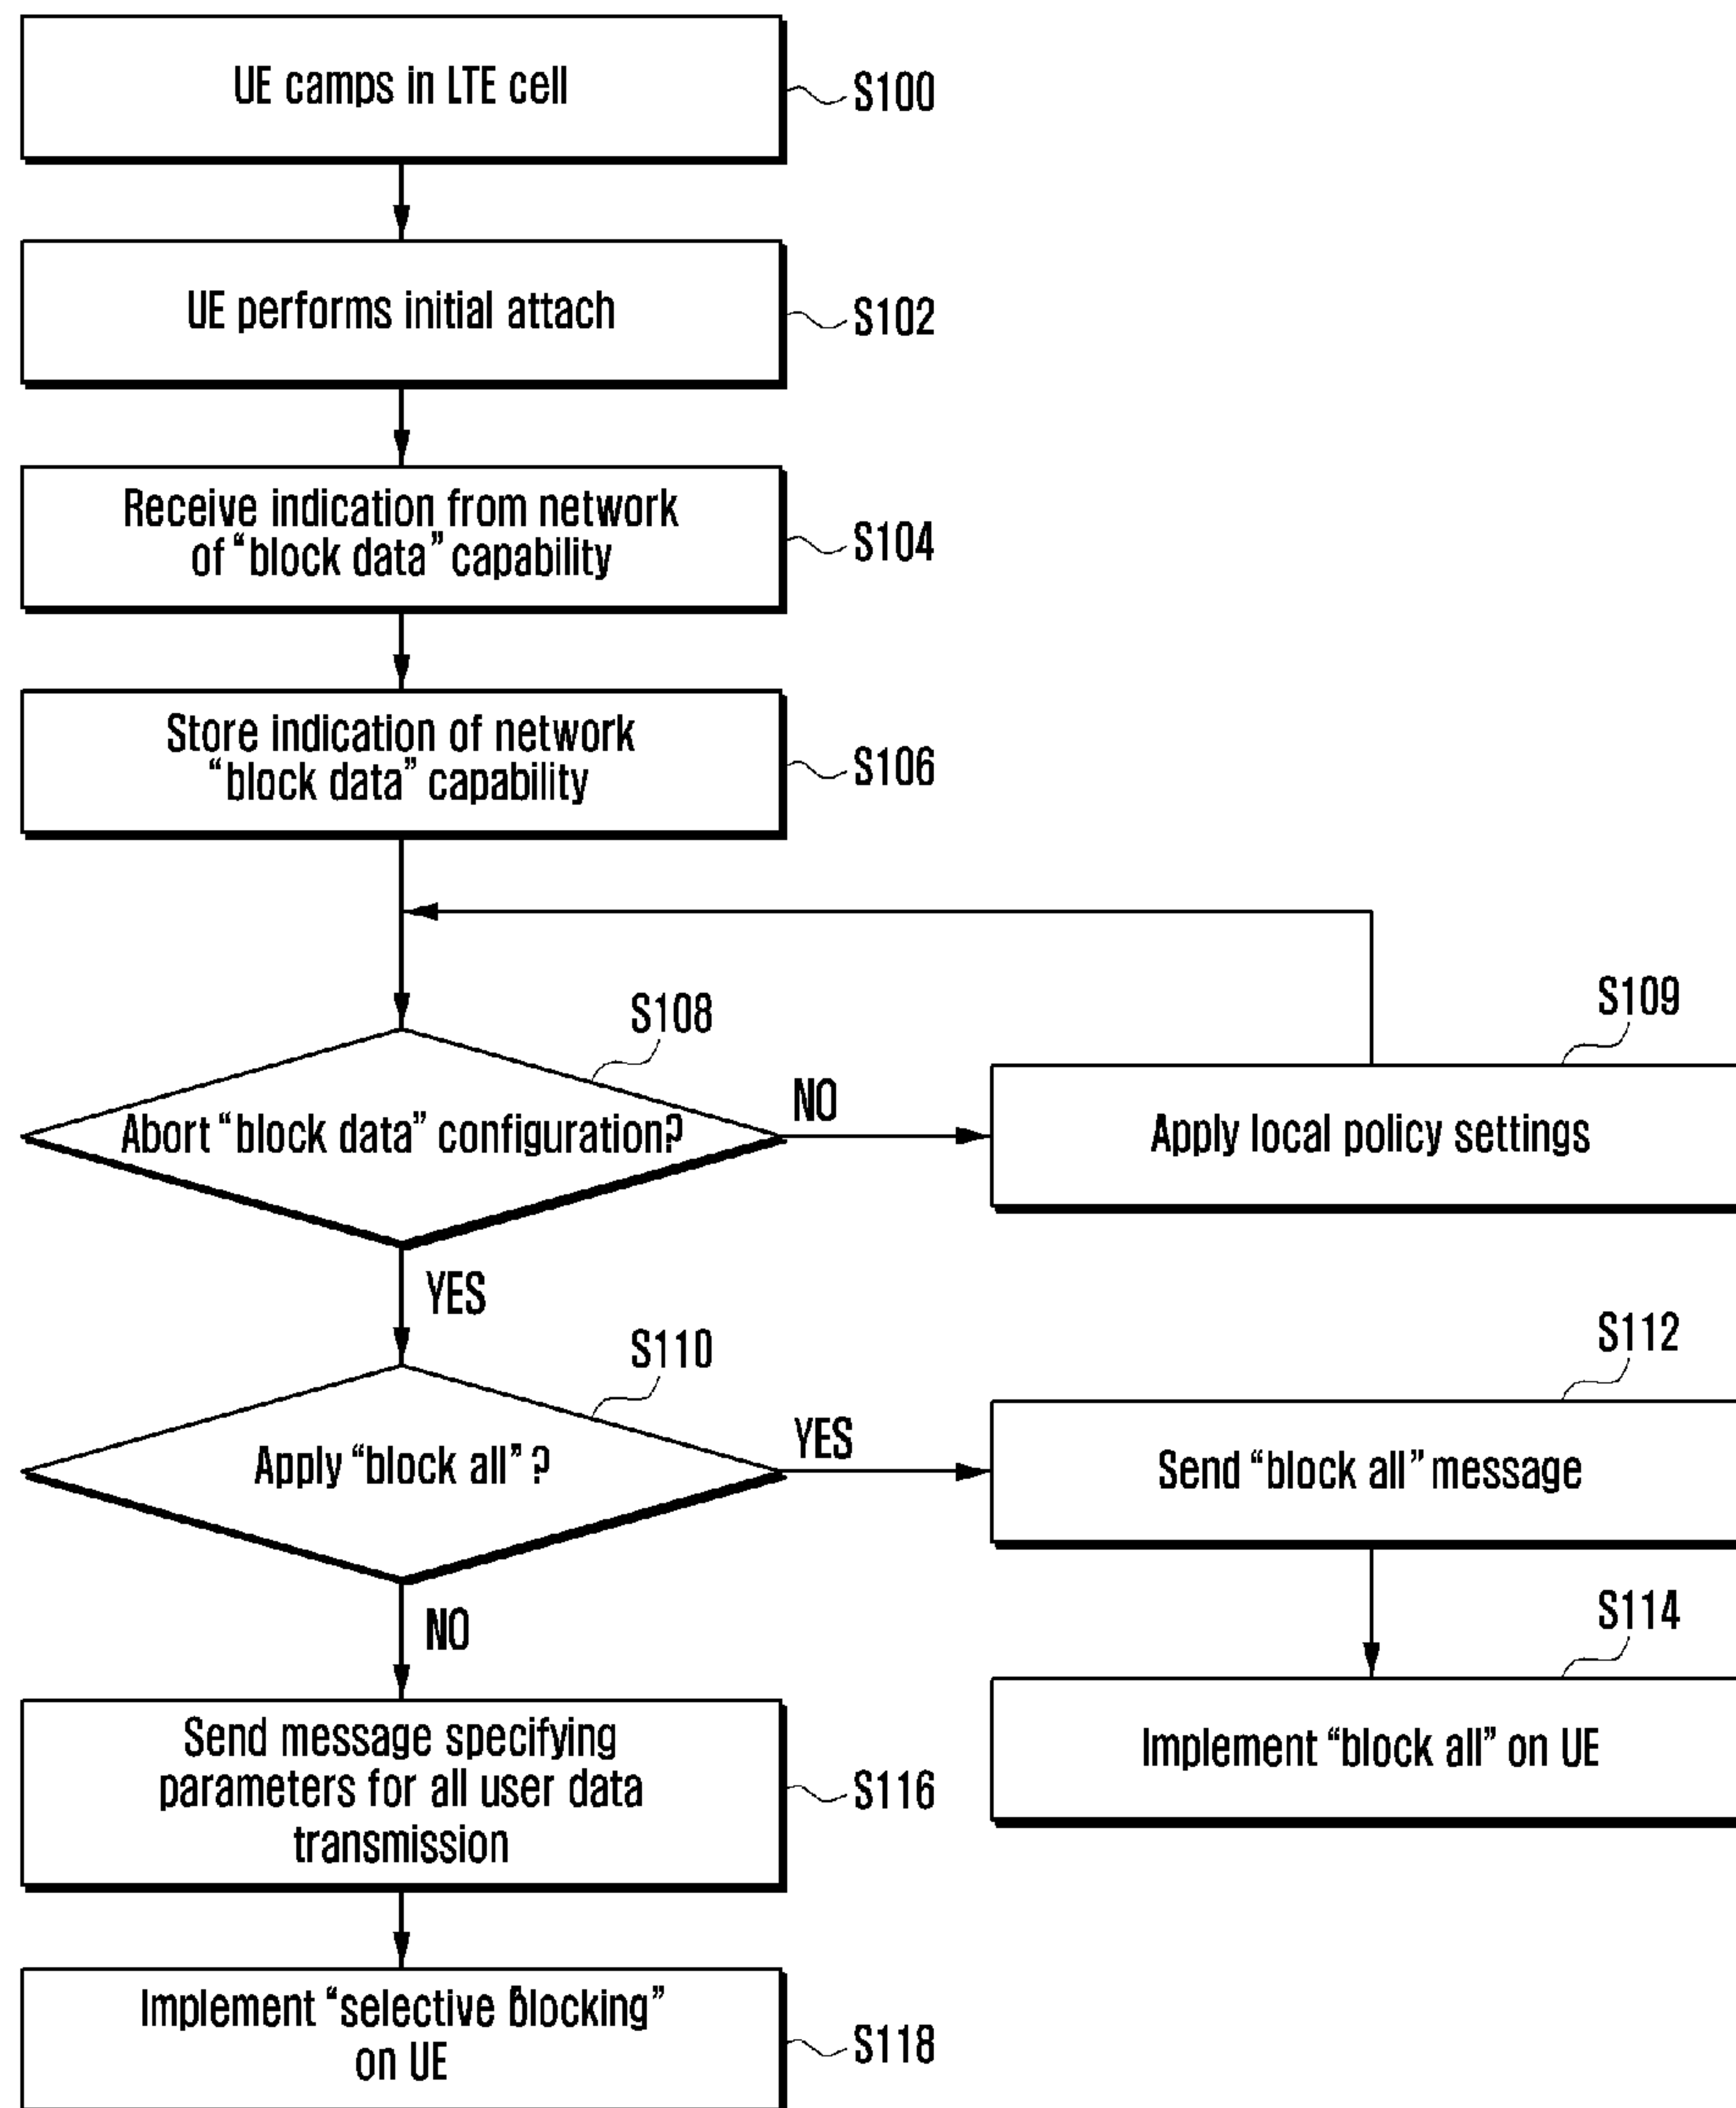 UE camps in LTE cell
S100
UE performs initial attach
S102
Receive indication from network
of “block data” capability
S104
Store indication of network
“block data” capability
S106
S108
Abort “block data” configuration?
NO
S109
Apply local policy settings
YES
S110
Apply “block all” ?
YES
S112
Send “block all” message
S114
Implement “block all” on UE
NO
Send message specifying
parameters for all user data
transmission
S116
Implement “selective blocking”
on UE
S118